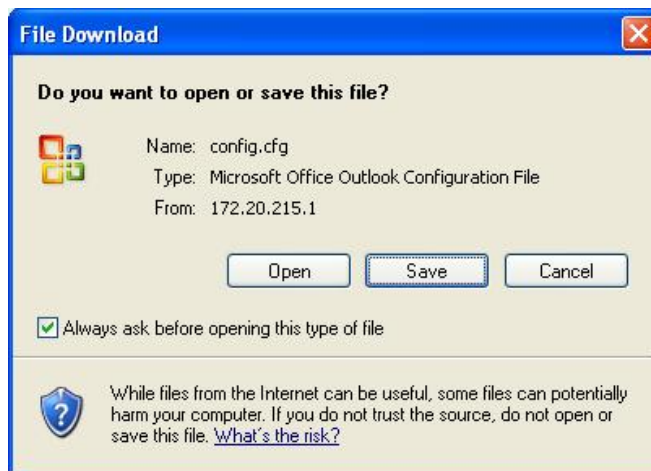 File Download
Do you want to open or save this file?
Name: config.cfg
Type: Microsoft Office Outlook Configuration File
From: 172.20.215.1
Open Save Cancel
Always ask before opening this type of file
While files from the Internet can be useful, some files can potentially
harm your computer. If you do not trust the source, do not open or
save this file. What's the risk?